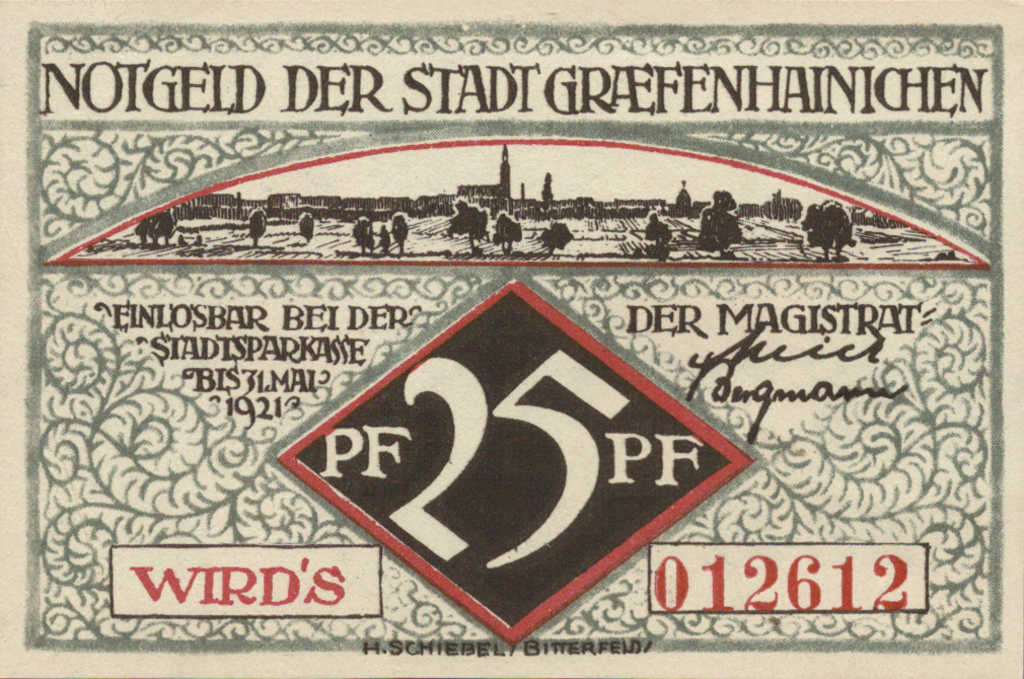 NOTGELD DER STADT GRÆFENHAINICHEN
EINLÖSBAR BEI DER
STADTSPARKASSE
BIS 31. MAI
1921
DER MAGISTRAT
Bergmann
PF 25 PF
WIRD'S
012612
H. SCHIEBEL / BITTERFELD /